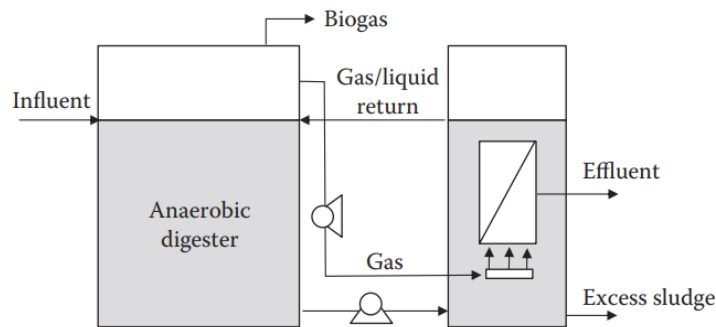 Biogas
Gas/liquid
return
Influent
Effluent
Anaerobic
digester
Gas
Excess sludge